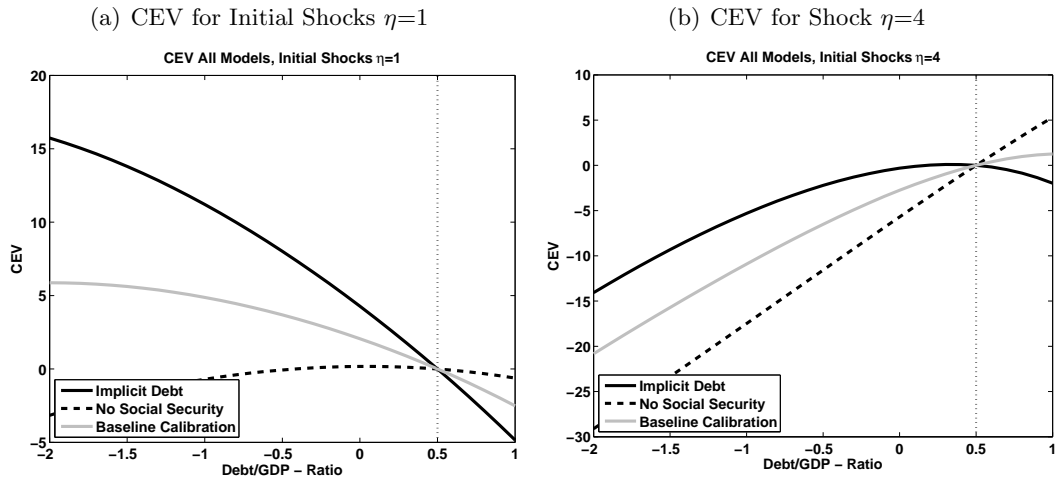 (a) CEV for Initial Shocks η=1
CEV All Models, Initial Shocks η=1
20
15
10
5
0
−5
CEV
Implicit Debt
No Social Security
Baseline Calibration
−2 −1.5 −1 −0.5 0 0.5 1
Debt/GDP − Ratio
(b) CEV for Shock η=4
CEV All Models, Initial Shocks η=4
10
5
0
−5
−10
−15
−20
−25
−30
CEV
Implicit Debt
No Social Security
Baseline Calibration
−2 −1.5 −1 −0.5 0 0.5 1
Debt/GDP − Ratio